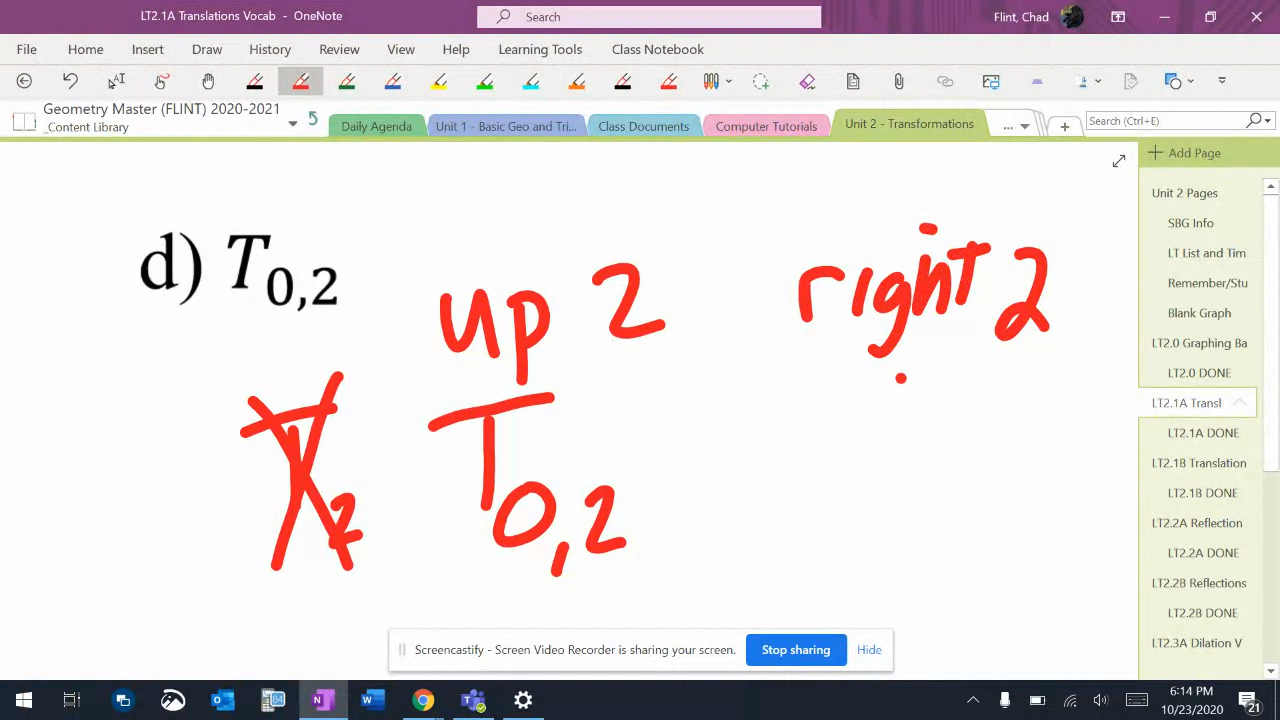 LT2.1A Translations Vocab - OneNote
Search
Flint, Chad
File Home Insert Draw History Review View Help Learning Tools Class Notebook
Geometry Master (FLINT) 2020-2021
_Content Library
Daily Agenda
Unit 1 - Basic Geo and Tri...
Class Documents
Computer Tutorials
Unit 2 - Transformations
...
Search (Ctrl+E)
Add Page
Unit 2 Pages
SBG Info
LT List and Tim
Remember/Stu
Blank Graph
LT2.0 Graphing Ba
LT2.0 DONE
LT2.1A Transl
LT2.1A DONE
LT2.1B Translation
LT2.1B DONE
LT2.2A Reflection
LT2.2A DONE
LT2.2B Reflections
LT2.2B DONE
LT2.3A Dilation V
d) T0,2
up 2 right 2
T2 T0,2
Screencastify - Screen Video Recorder is sharing your screen.
Stop sharing
Hide
6:14 PM
10/23/2020
21